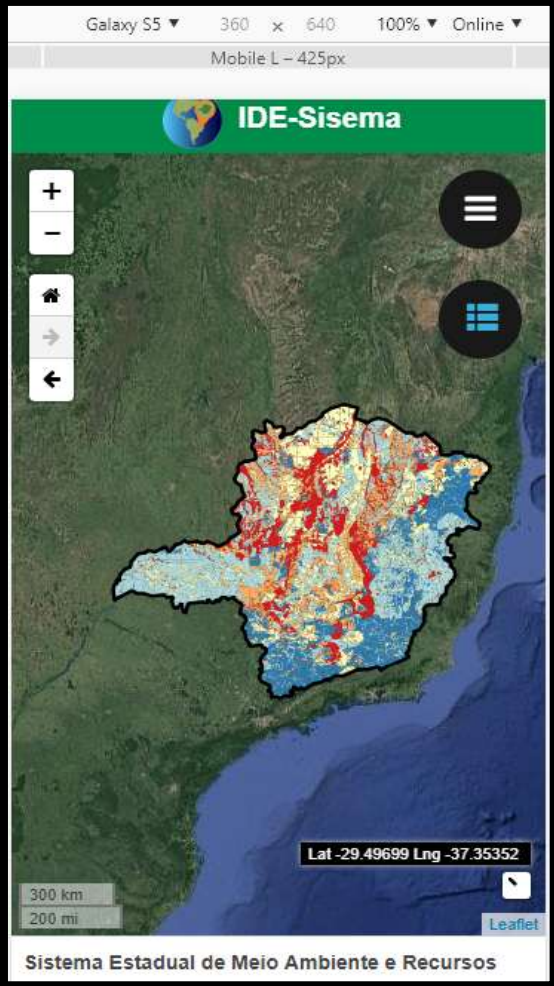 Galaxy S5 ▼ 360 x 640 100% ▼ Online ▼
Mobile L – 425px
IDE-Sisema
+
−
Lat -29.49699 Lng -37.35352
300 km
200 mi
Leaflet
Sistema Estadual de Meio Ambiente e Recursos